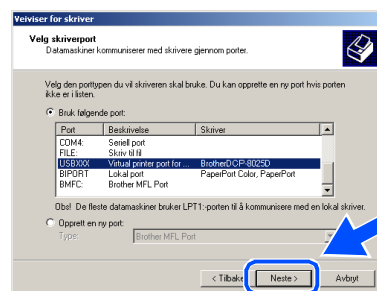 Veiviser for skriver
Velg skriverport
Datamaskiner kommuniserer med skrivere gjennom porter.
Velg den porttypen du vil skriveren skal bruke. Du kan opprette en ny port hvis porten
ikke er i listen.
Bruk følgende port:
Port Beskrivelse Skriver
COM4: Seriell port
FILE: Skriv til fil
USBXXX Virtual printer port for ... BrotherDCP-8025D
BIPORT Lokal port PaperPort Color, PaperPort
BMFC: Brother MFL Port
Obs! De fleste datamaskiner bruker LPT1:-porten til å kommunisere med en lokal skriver.
Opprett en ny port:
Type: Brother MFL Port
< Tilbake Neste > Avbryt